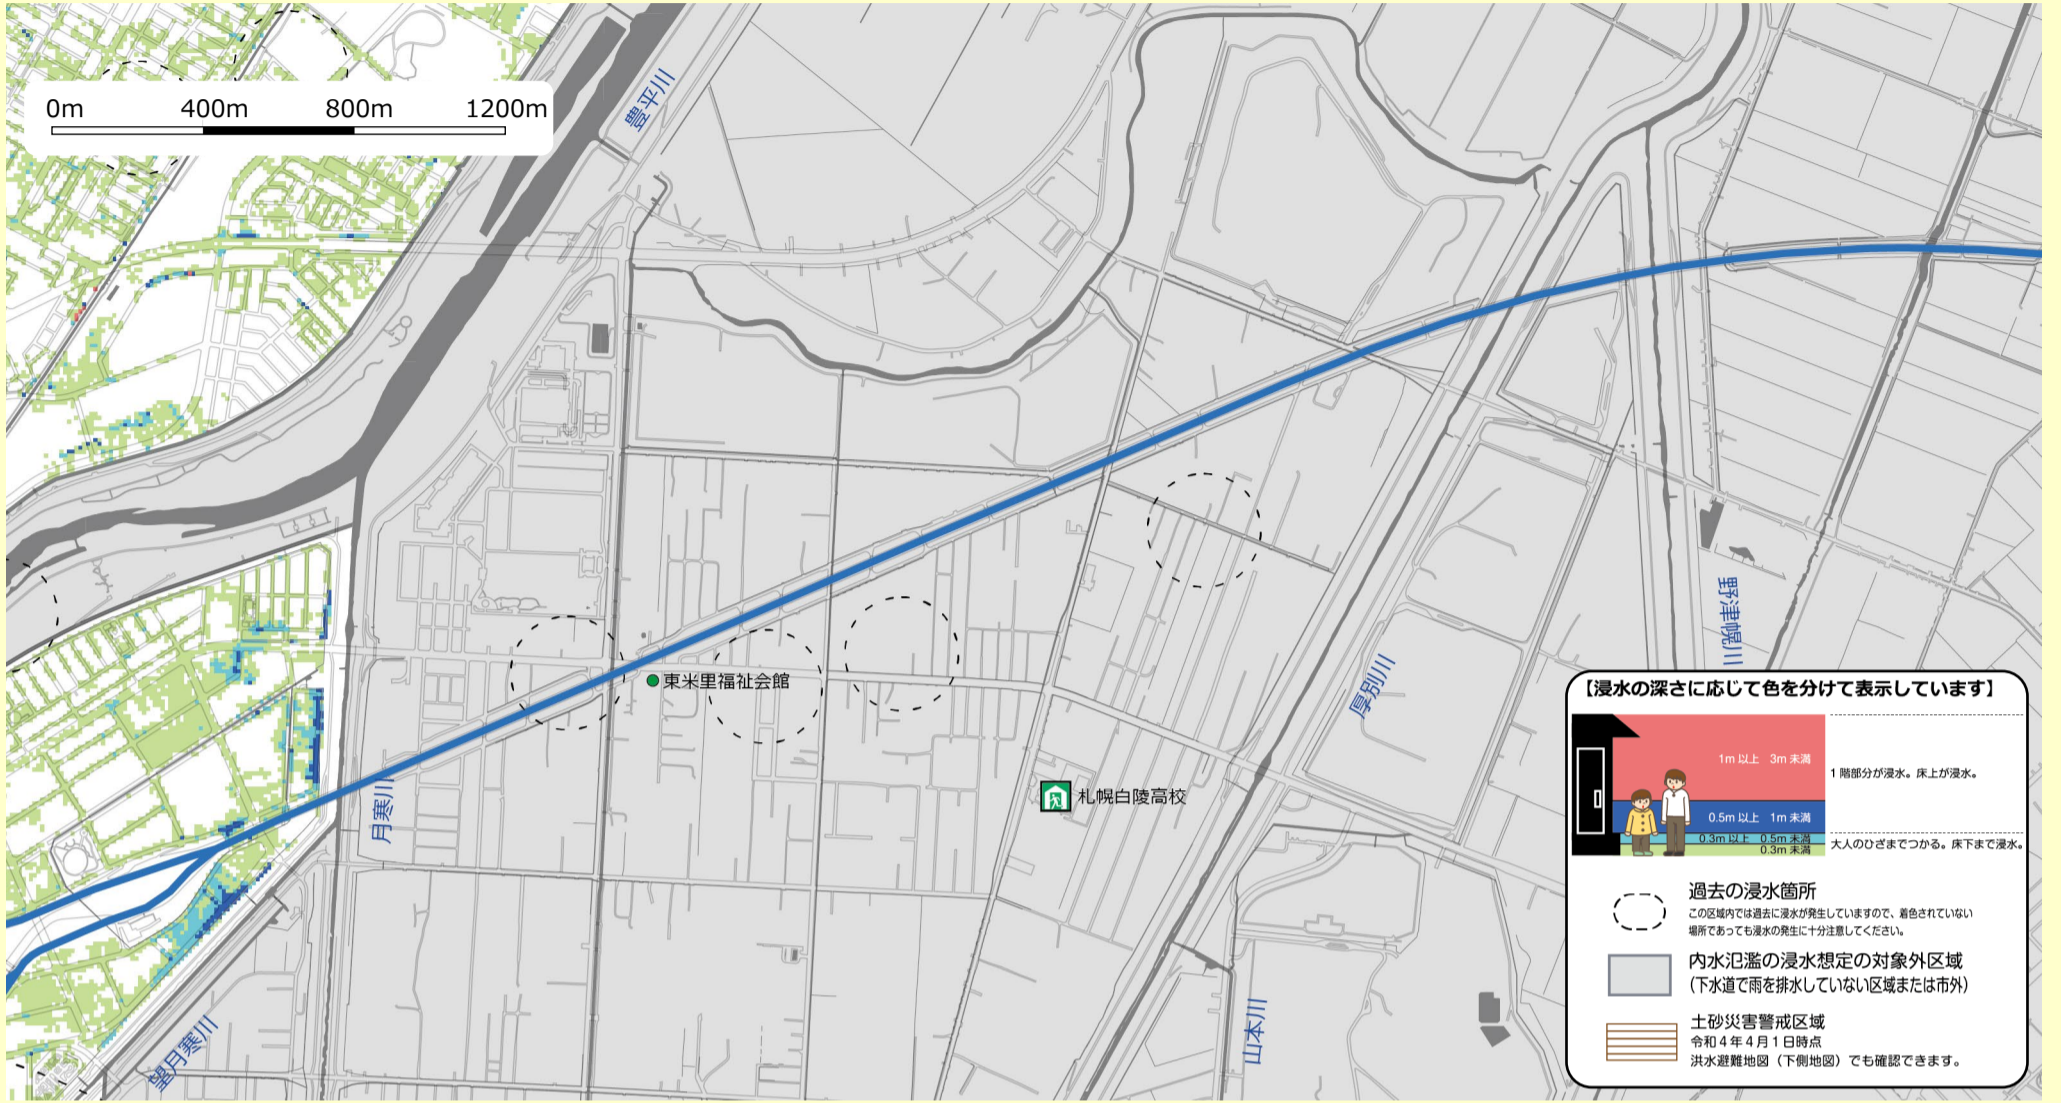 0m 400m 800m 1200m
豊平川
東米里福祉会館
札幌白陵高校
月寒川
厚別川
野津幌川
望月寒川
山本川
【浸水の深さに応じて色を分けて表示しています】
1m 以上 3m 未満
1 階部分が浸水。床上が浸水。
0.5m 以上 1m 未満
0.3m 以上 0.5m 未満
0.3m 未満
大人のひざまでつかる。床下まで浸水。
過去の浸水箇所
この区域内では過去に浸水が発生していますので、着色されていない
場所であっても浸水の発生に十分注意してください。
内水氾濫の浸水想定の対象外区域
(下水道で雨を排水していない区域または市外)
土砂災害警戒区域
令和4年4月1日時点
洪水避難地図（下側地図）でも確認できます。